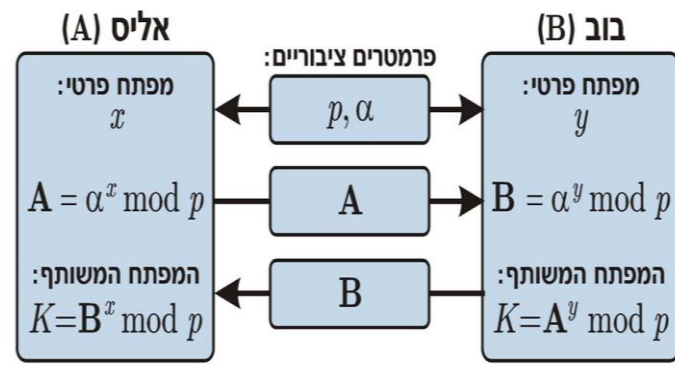 אליס (A)
מפתח פרטי:
x
A = α^x mod p
המפתח המשותף:
K=B^x mod p
פרמטרים ציבוריים:
p, α
A
B
בוב (B)
מפתח פרטי:
y
B = α^y mod p
המפתח המשותף:
K=A^y mod p